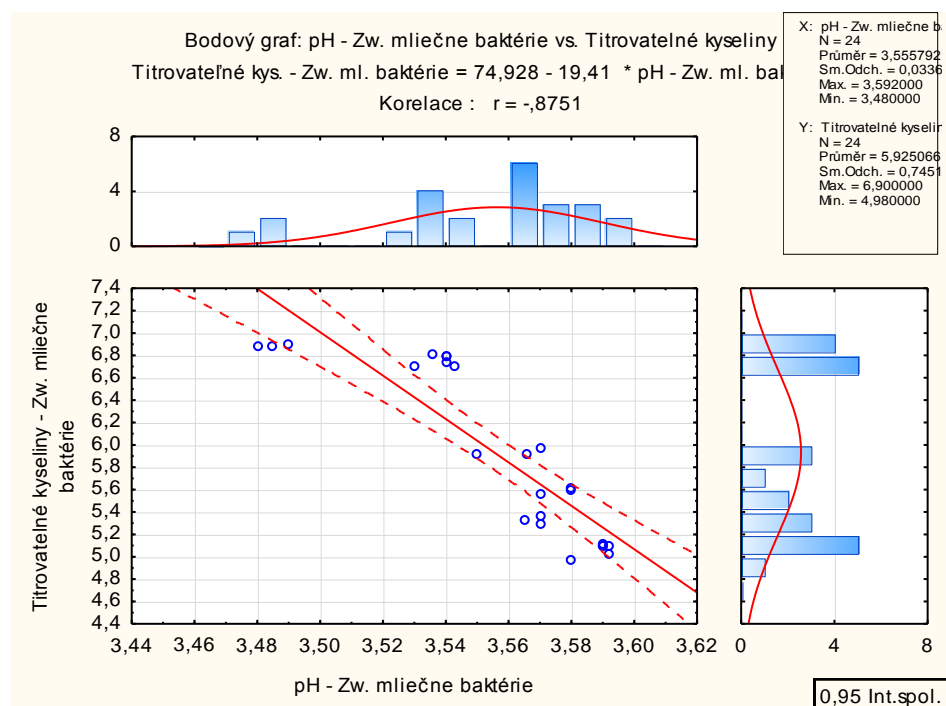 Bodový graf: pH - Zw. mliečne baktérie vs. Titrovatelné kyseliny
Titrovateľné kys. - Zw. ml. baktérie = 74,928 - 19,41 * pH - Zw. ml.
Korelace : r = -,8751
X: pH - Zw. mliečne
N = 24
Průměr = 3,555792
Sm.Odch. = 0,0336
Max. = 3,592000
Min. = 3,480000
Y: Titrovatelné
N = 24
Průměr = 5,925066
Sm.Odch. = 0,7451
Max. = 6,900000
Min. = 4,980000
8
4
0
7,4
7,0
6,8
6,6
6,2
6,0
5,8
5,6
5,4
5,2
5,0
4,8
4,6
4,4
3,44 3,46 3,48 3,50 3,52 3,54 3,56 3,58 3,60 3,62
0 4 8
Titrovatelné kyseliny - Zw. mliečne
baktérie
pH - Zw. mliečne baktérie
0,95 Int.spol.